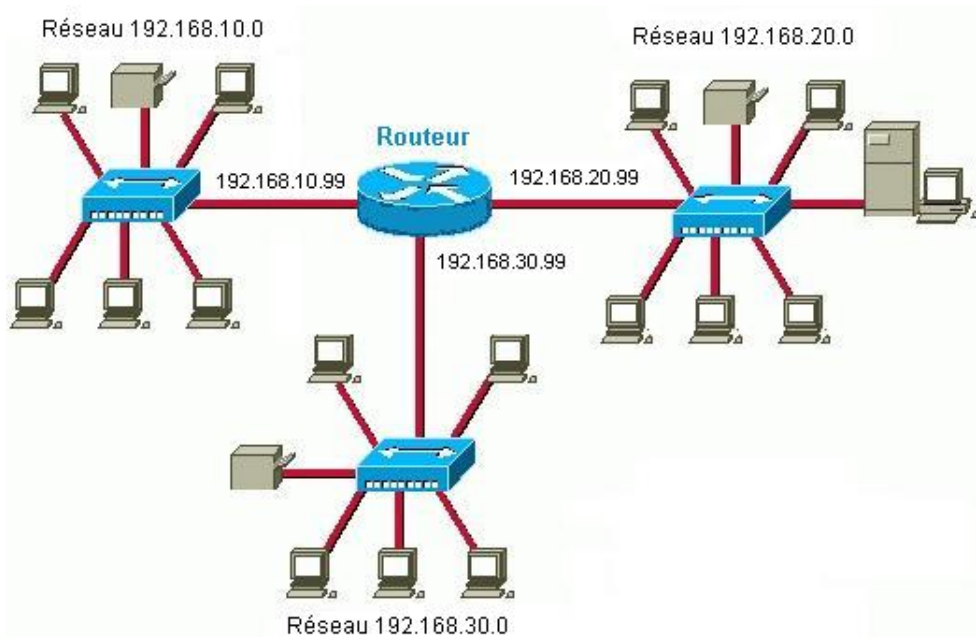 Réseau 192.168.10.0
Réseau 192.168.20.0
Routeur
192.168.10.99
192.168.20.99
192.168.30.99
Réseau 192.168.30.0